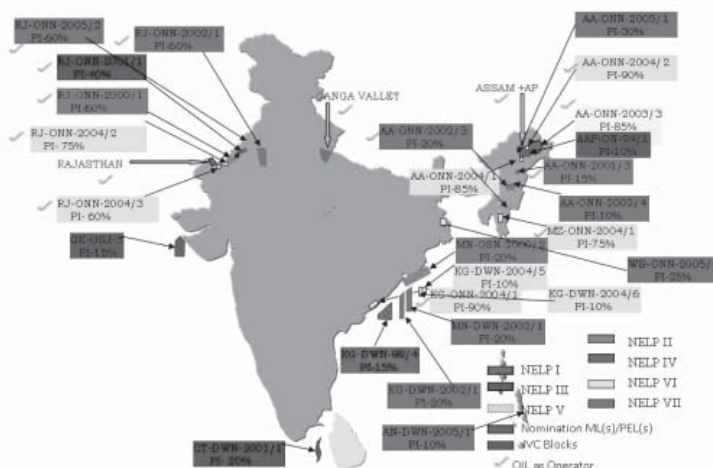 RJ-ONN-2005/2
PI-60%
RJ-ONN-2002/1
PI-60%
RJ-ONN-2001/1
PI-40%
RJ-ONN-2000/1
PI-60%
RJ-ONN-2004/2
PI- 75%
RAJASTHAN
RJ-ONN-2004/3
PI- 60%
GK-OSJ-3
PI-15%
GANGA VALLEY
ASSAM +AP
AA-ONN-2005/1
PI-30%
AA-ONN-2004/2
PI-90%
AA-ONN-2003/3
PI-85%
AAP-ON-94/1
PI-10%
AA-ONN-2002/3
PI-20%
AA-ONN-2001/3
PI-15%
AA-ONN-2004/1
PI-85%
AA-ONN-2002/4
PI-10%
MZ-ONN-2004/1
PI-75%
MN-OSN-2000/2
PI-20%
WB-ONN-2005/
PI-25%
KG-DWN-2004/5
PI-10%
KG-ONN-2004/1
PI-90%
KG-DWN-2004/6
PI-10%
MN-DWN-2002/1
PI-20%
KG-DWN-98/4
PI-15%
KG-DWN-2002/1
PI-20%
AN-DWN-2005/1
PI-10%
CT-DWN-2001/1
PI- 20%
NELP I
NELP III
NELP V
NELP II
NELP IV
NELP VI
NELP VII
Nomination ML(s)/PEL(s)
JVC Blocks
OIL as Operator